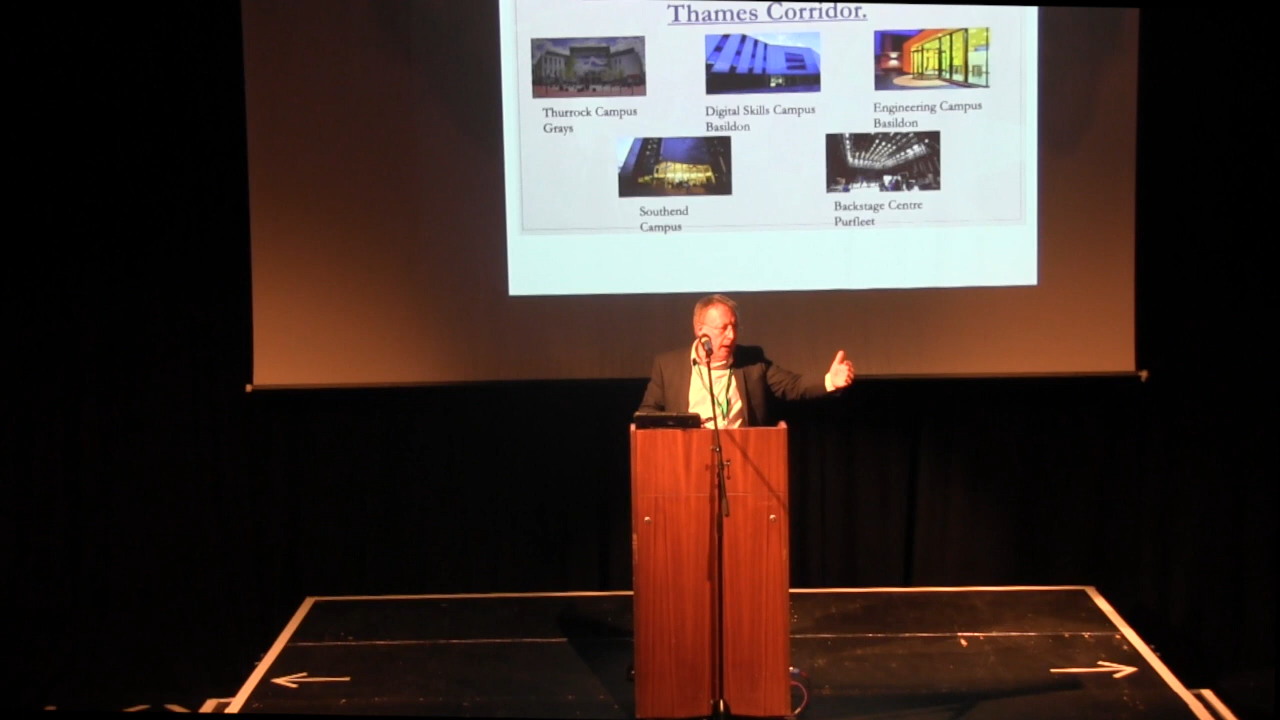 Thames Corridor.
Thurrock Campus
Grays
Digital Skills Campus
Basildon
Engineering Campus
Basildon
Southend
Campus
Backstage Centre
Purfleet